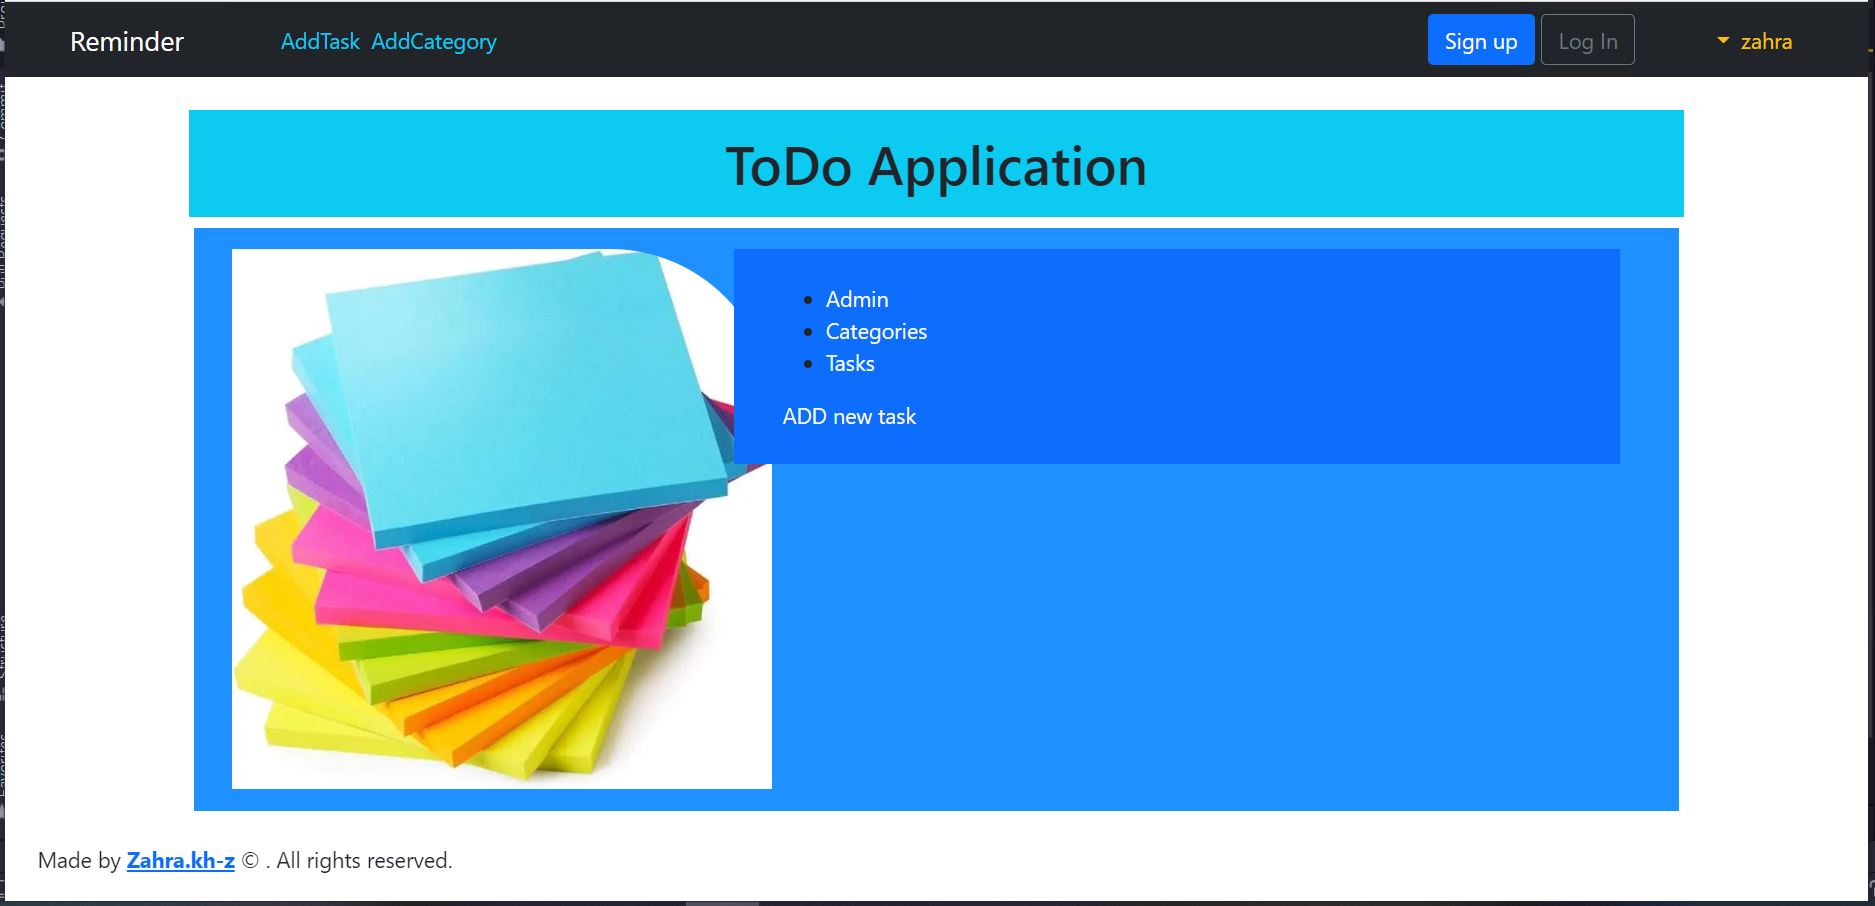 Reminder AddTask AddCategory Sign up Log In zahra
ToDo Application
Admin
Categories
Tasks
ADD new task
Made by Zahra.kh-z © . All rights reserved.